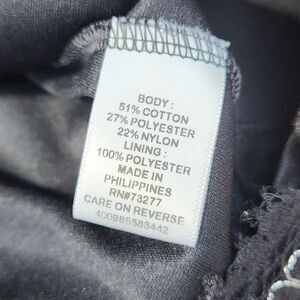 BODY :
51% COTTON
27% POLYESTER
22% NYLON
LINING :
100% POLYESTER
MADE IN
PHILIPPINES
RN#73277
CARE ON REVERSE
400985583442